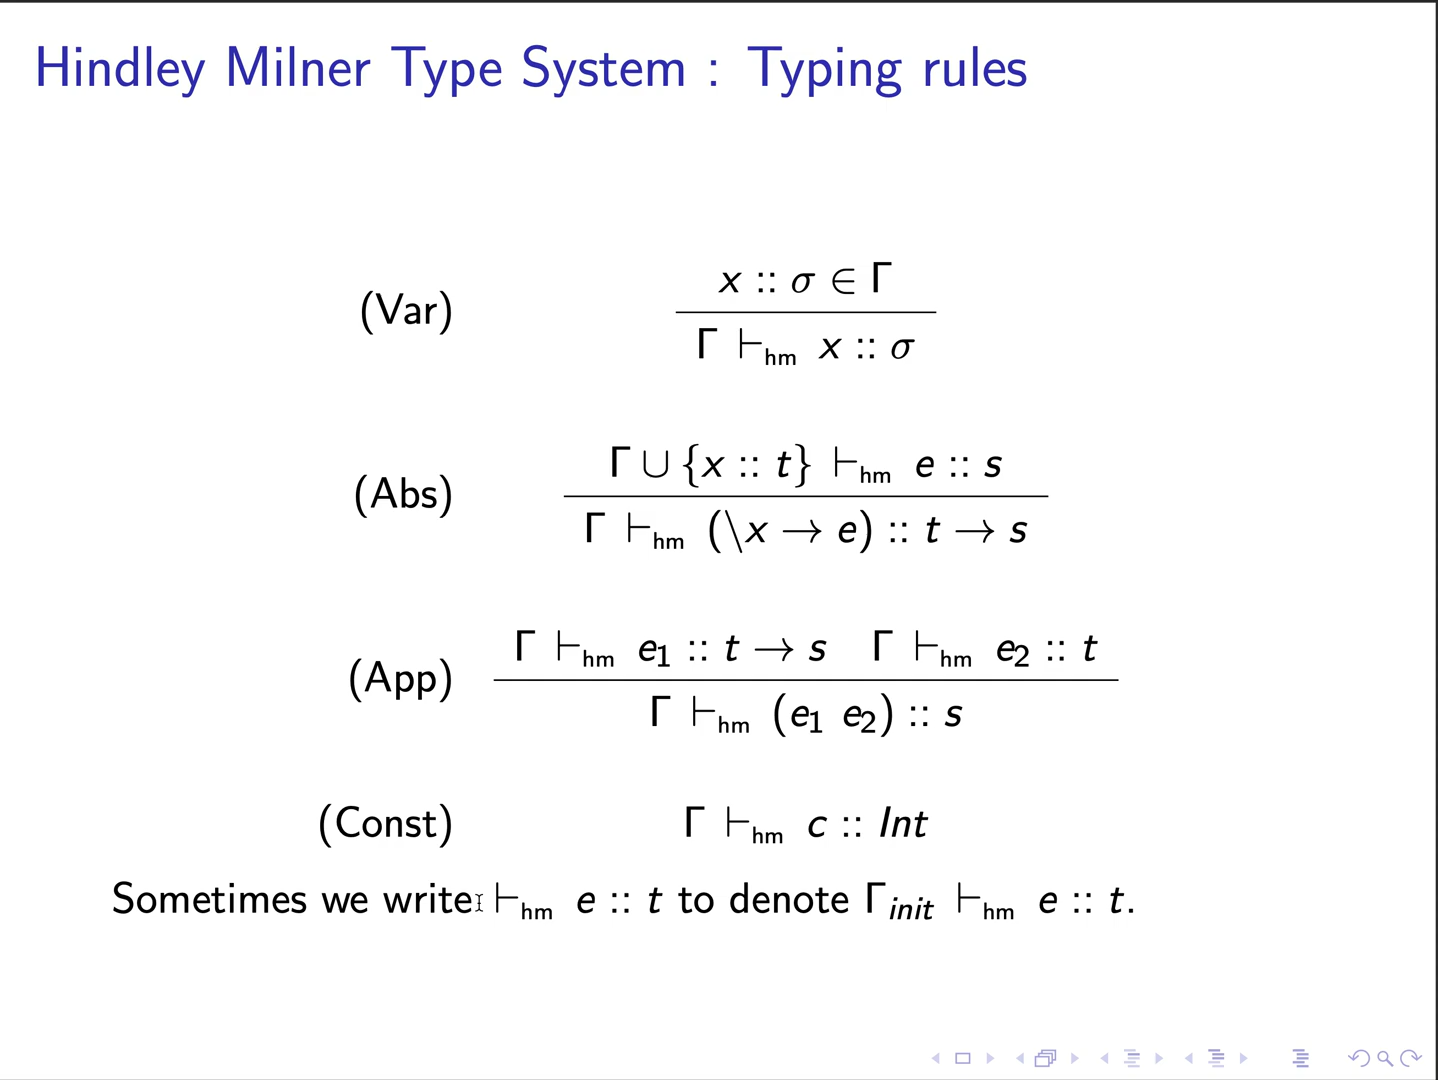 Hindley Milner Type System : Typing rules
x :: σ ∈ Γ
(Var)
Γ ⊢hm x :: σ
Γ ∪ {x :: t} ⊢hm e :: s
(Abs)
Γ ⊢hm (\x → e) :: t → s
Γ ⊢hm e1 :: t → s Γ ⊢hm e2 :: t
(App)
Γ ⊢hm (e1 e2) :: s
(Const) Γ ⊢hm c :: Int
Sometimes we write ⊢hm e :: t to denote Γinit ⊢hm e :: t.